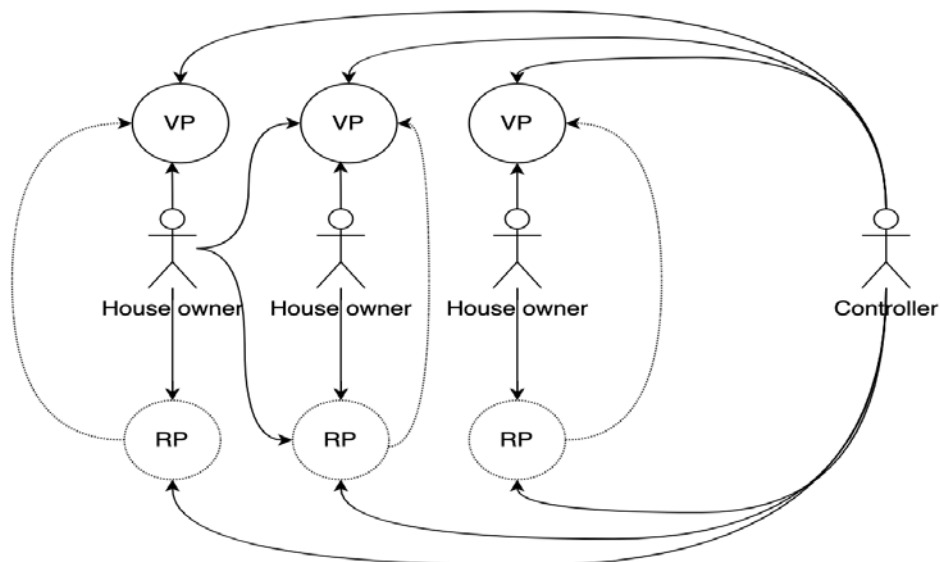 VP VP VP
House owner House owner House owner Controller
RP RP RP